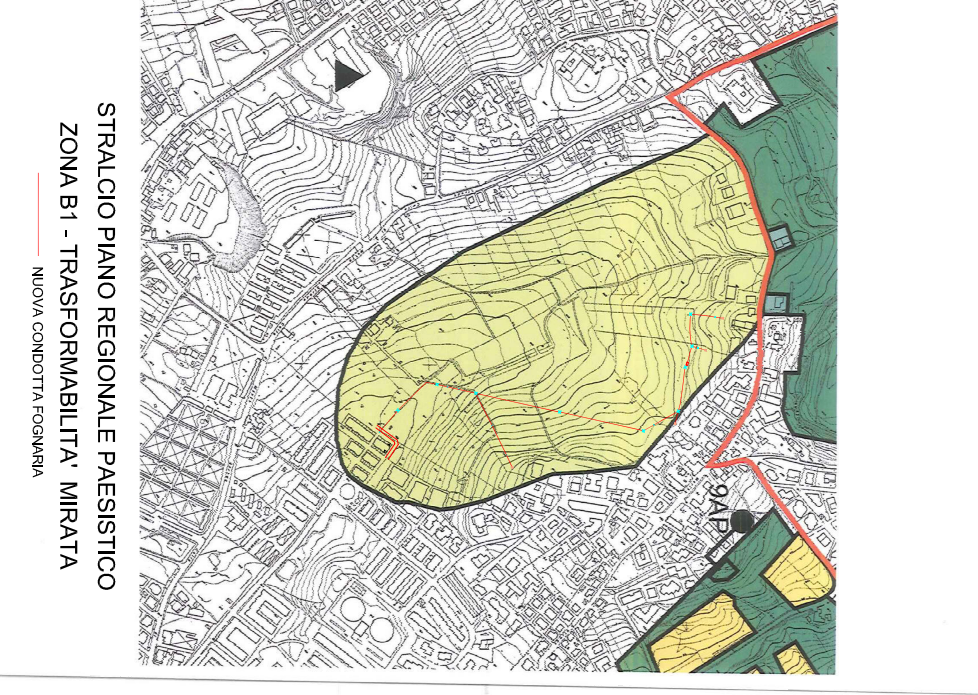 STRALCIO PIANO REGIONALE PAESISTICO
ZONA B1 - TRASFORMABILITA' MIRATA
NUOVA CONDOTTA FOGNARIA
9AP